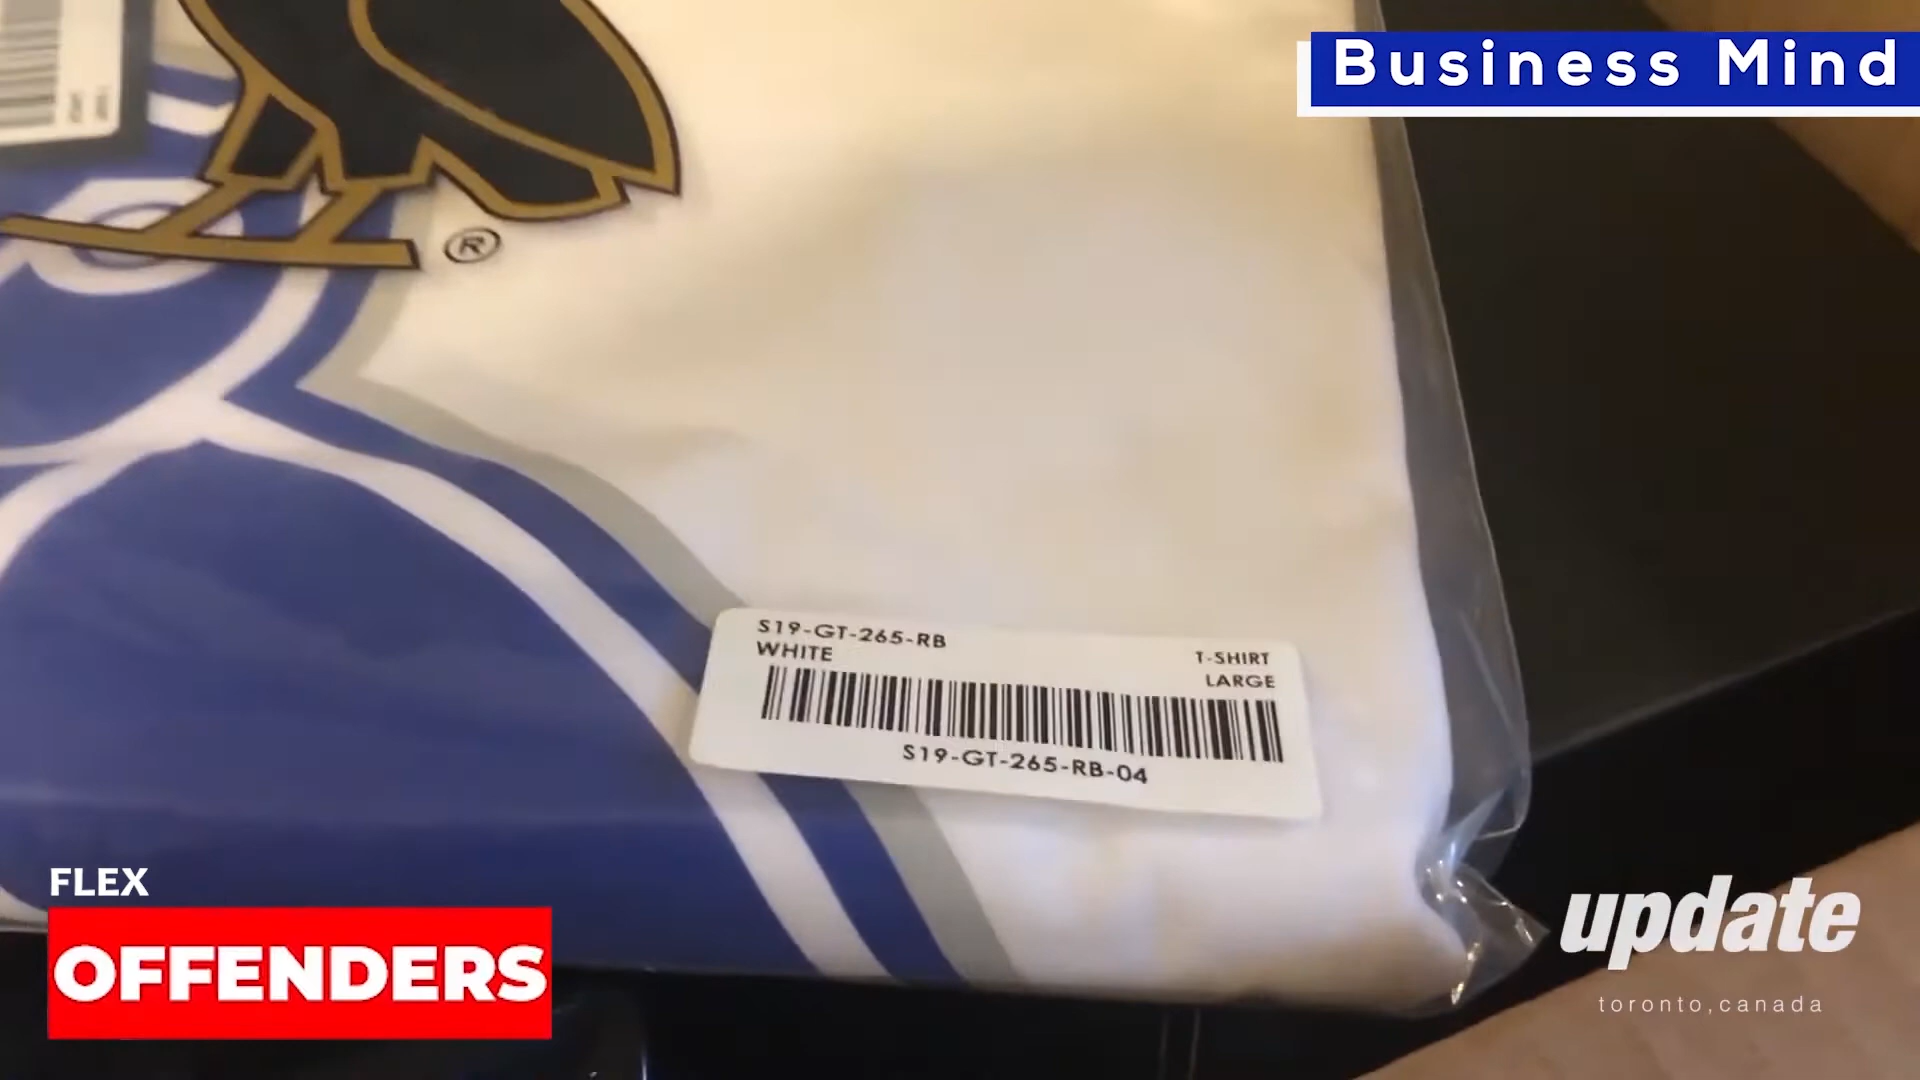 Business Mind
®
S19-GT-265-RB
WHITE
T-SHIRT
LARGE
S19-GT-265-RB-04
FLEX
OFFENDERS
update
toronto,canada